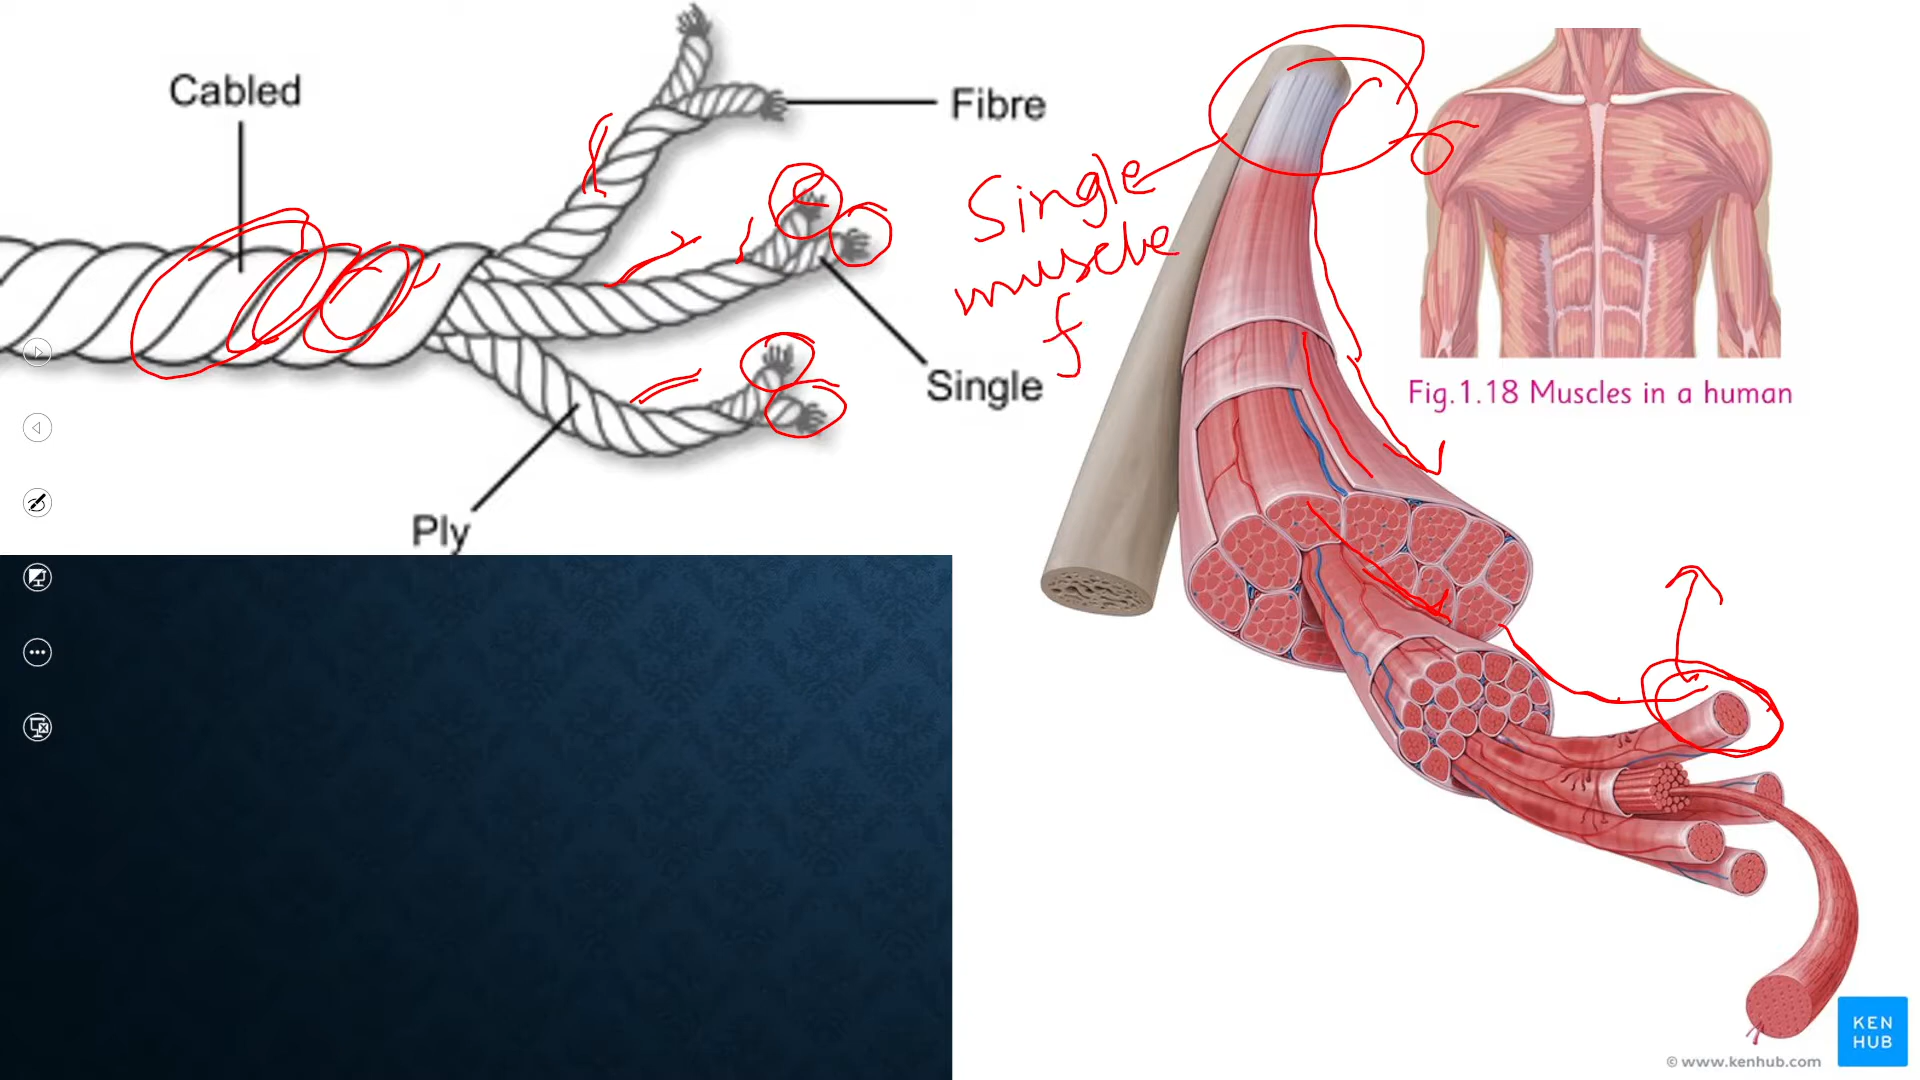 Cabled
Fibre
Single
Ply
Single
muscle
f
Fig.1.18 Muscles in a human
KEN
HUB
© www.kenhub.com